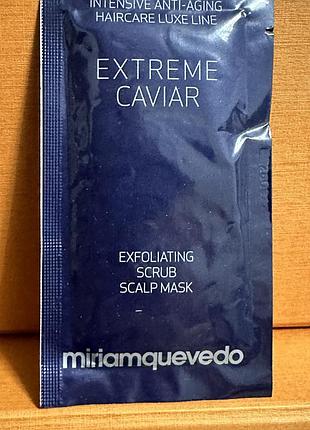 INTENSIVE ANTI-AGING
HAIRCARE LUXE LINE
EXTREME
CAVIAR
EXFOLIATING
SCRUB
SCALP MASK
miriamquevedo